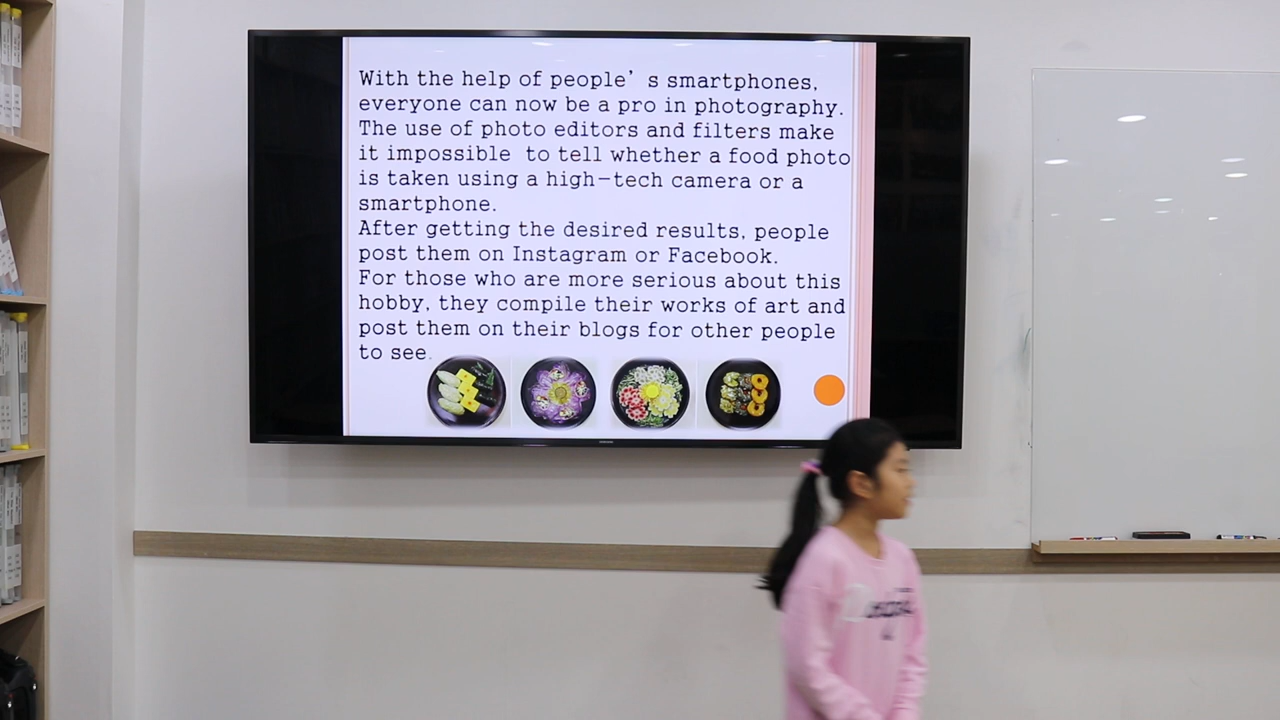 With the help of people's smartphones,
everyone can now be a pro in photography.
The use of photo editors and filters make
it impossible to tell whether a food photo
is taken using a high-tech camera or a
smartphone.
After getting the desired results, people
post them on Instagram or Facebook.
For those who are more serious about this
hobby, they compile their works of art and
post them on their blogs for other people
to see.